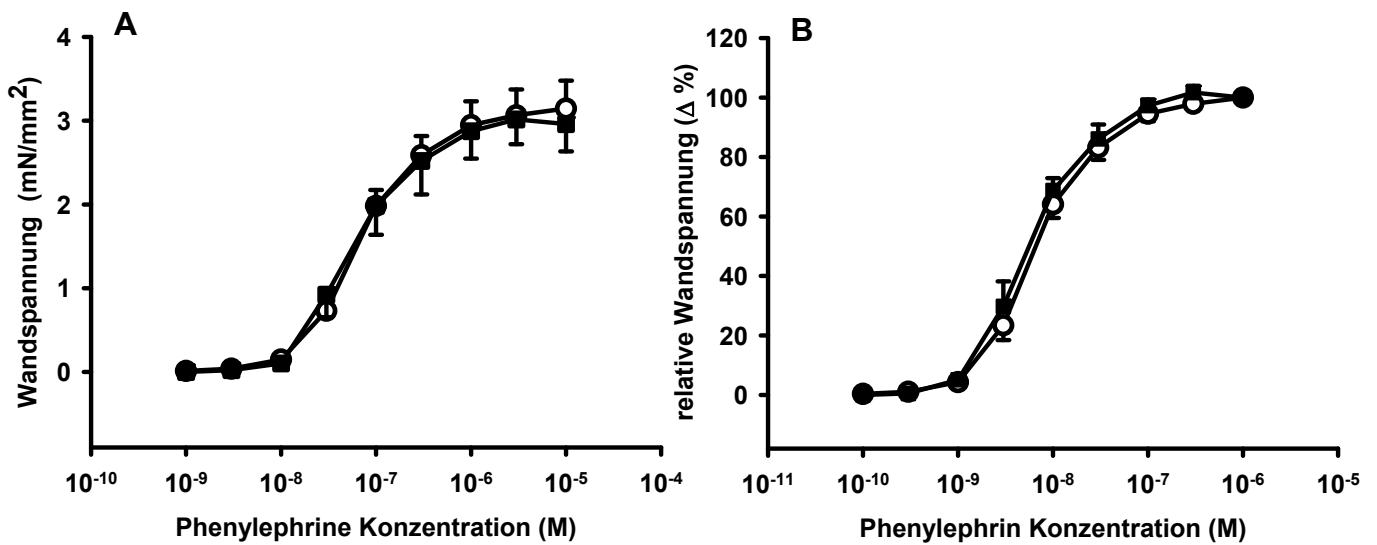 A
Wandspannung (mN/mm²)
4
3
2
1
0
10⁻¹⁰ 10⁻⁹ 10⁻⁸ 10⁻⁷ 10⁻⁶ 10⁻⁵ 10⁻⁴
Phenylephrine Konzentration (M)
B
relative Wandspannung (Δ %)
120
100
80
60
40
20
0
10⁻¹¹ 10⁻¹⁰ 10⁻⁹ 10⁻⁸ 10⁻⁷ 10⁻⁶ 10⁻⁵
Phenylephrin Konzentration (M)